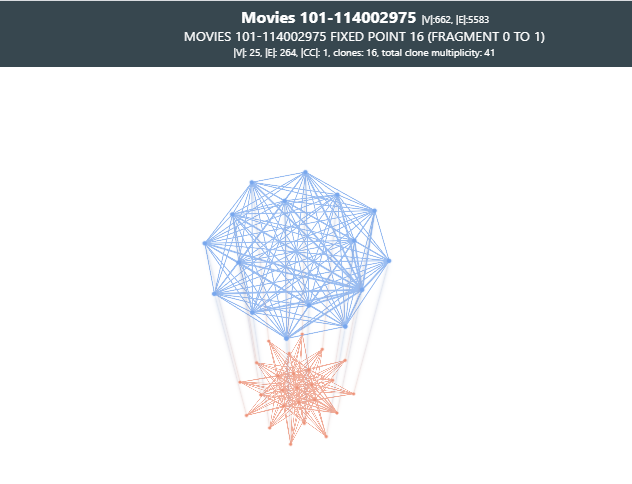 Movies 101-114002975 |V|:662, |E|:5583
MOVIES 101-114002975 FIXED POINT 16 (FRAGMENT 0 TO 1)
|V|: 25, |E|: 264, |CC|: 1, clones: 16, total clone multiplicity: 41